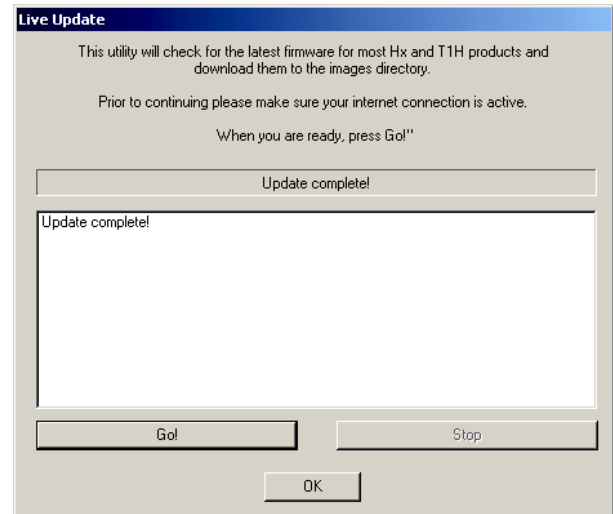 Live Update
This utility will check for the latest firmware for most Hx and T1H products and
download them to the images directory.
Prior to continuing please make sure your internet connection is active.
When you are ready, press Go!"
Update complete!
Update complete!
Go!
Stop
OK